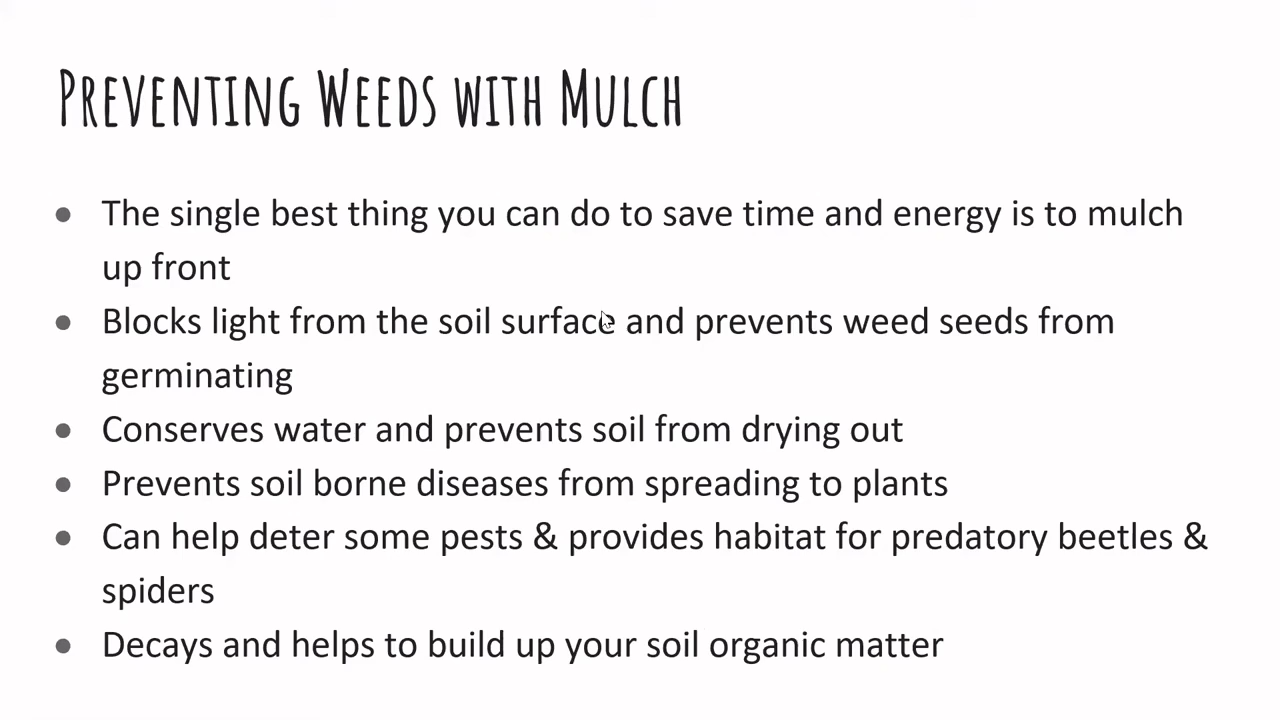 Preventing Weeds with Mulch
● The single best thing you can do to save time and energy is to mulch
up front
● Blocks light from the soil surface and prevents weed seeds from
germinating
● Conserves water and prevents soil from drying out
● Prevents soil borne diseases from spreading to plants
● Can help deter some pests & provides habitat for predatory beetles &
spiders
● Decays and helps to build up your soil organic matter